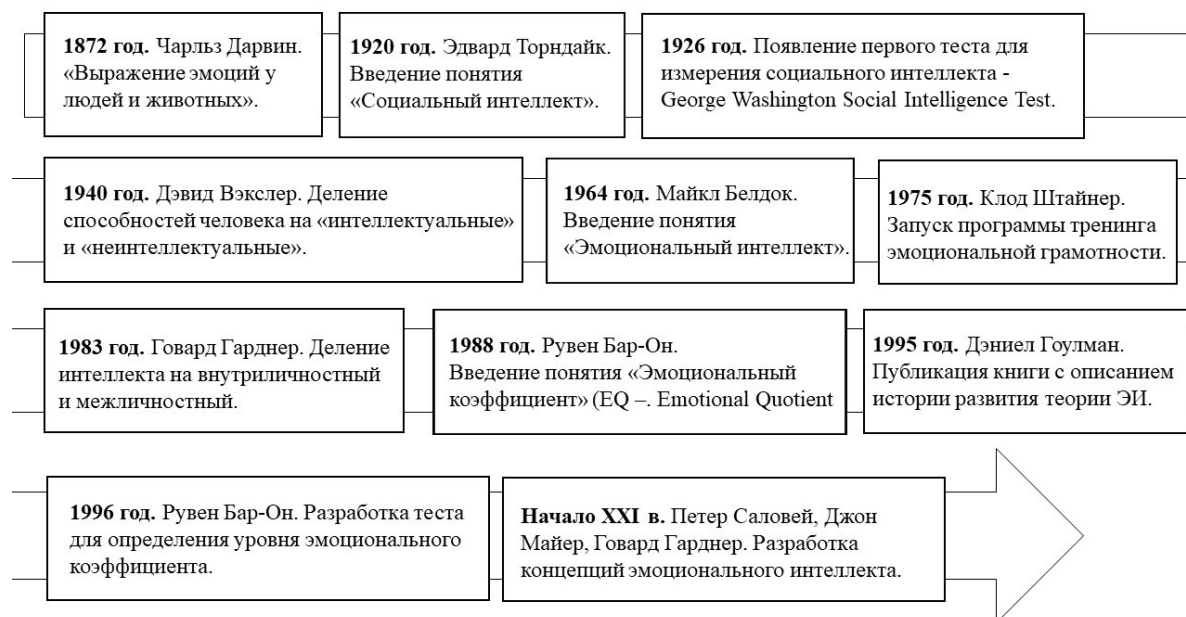 1872 год. Чарльз Дарвин.
«Выражение эмоций у
людей и животных».
1920 год. Эдвард Торндайк.
Введение понятия
«Социальный интеллект».
1926 год. Появление первого теста для
измерения социального интеллекта -
George Washington Social Intelligence Test.
1940 год. Дэвид Вэкслер. Деление
способностей человека на «интеллектуальные»
и «неинтеллектуальные».
1964 год. Майкл Белдок.
Введение понятия
«Эмоциональный интеллект».
1975 год. Клод Штайнер.
Запуск программы тренинга
эмоциональной грамотности.
1983 год. Говард Гарднер. Деление
интеллекта на внутриличностный
и межличностный.
1988 год. Рувен Бар-Он.
Введение понятия «Эмоциональный
коэффициент» (EQ –. Emotional Quotient
1995 год. Дэниел Гоулман.
Публикация книги с описанием
истории развития теории ЭИ.
1996 год. Рувен Бар-Он. Разработка теста
для определения уровня эмоционального
коэффициента.
Начало XXI в. Петер Саловей, Джон
Майер, Говард Гарднер. Разработка
концепций эмоционального интеллекта.